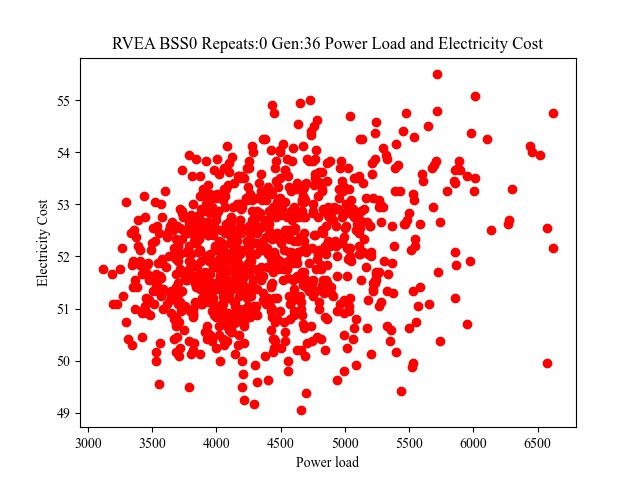 RVEA BSS0 Repeats:0 Gen:36 Power Load and Electricity Cost
Electricity Cost
55
54
53
52
51
50
49
3000 3500 4000 4500 5000 5500 6000 6500
Power load